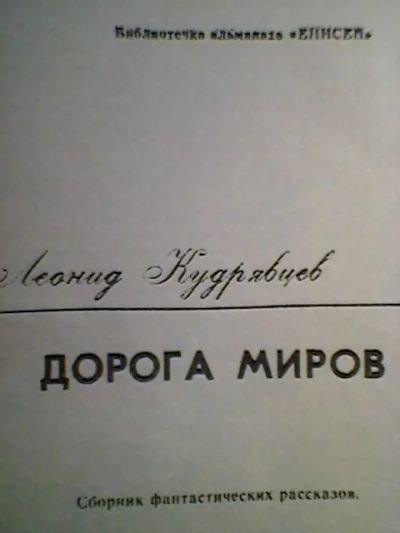 Библиотечка альманаха «ЕНИСЕЙ»
Леонид Кудрявцев
ДОРОГА МИРОВ
Сборник фантастических рассказов.